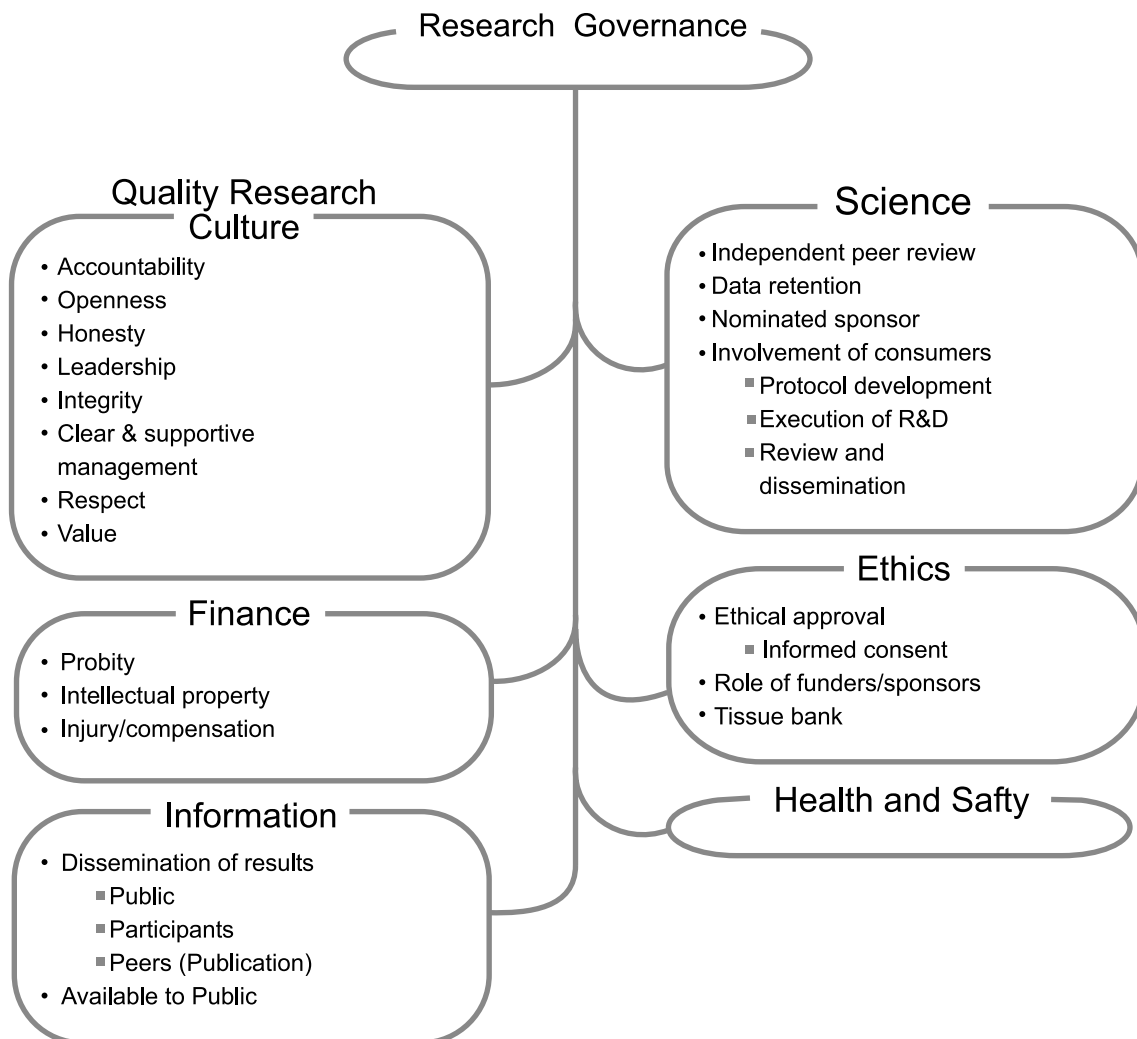 Research Governance
Quality Research
Culture
• Accountability
• Openness
• Honesty
• Leadership
• Integrity
• Clear & supportive
management
• Respect
• Value
Finance
• Probity
• Intellectual property
• Injury/compensation
Information
• Dissemination of results
▪ Public
▪ Participants
▪ Peers (Publication)
• Available to Public
Science
• Independent peer review
• Data retention
• Nominated sponsor
• Involvement of consumers
▪ Protocol development
▪ Execution of R&D
▪ Review and
dissemination
Ethics
• Ethical approval
▪ Informed consent
• Role of funders/sponsors
• Tissue bank
Health and Safty